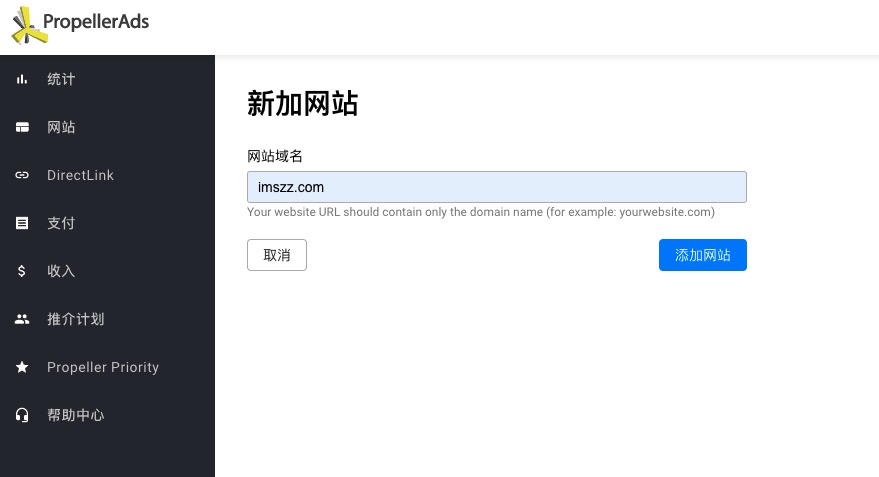 PropellerAds
统计
网站
DirectLink
支付
收入
推介计划
Propeller Priority
帮助中心
新加网站
网站域名
imszz.com
Your website URL should contain only the domain name (for example: yourwebsite.com)
取消
添加网站